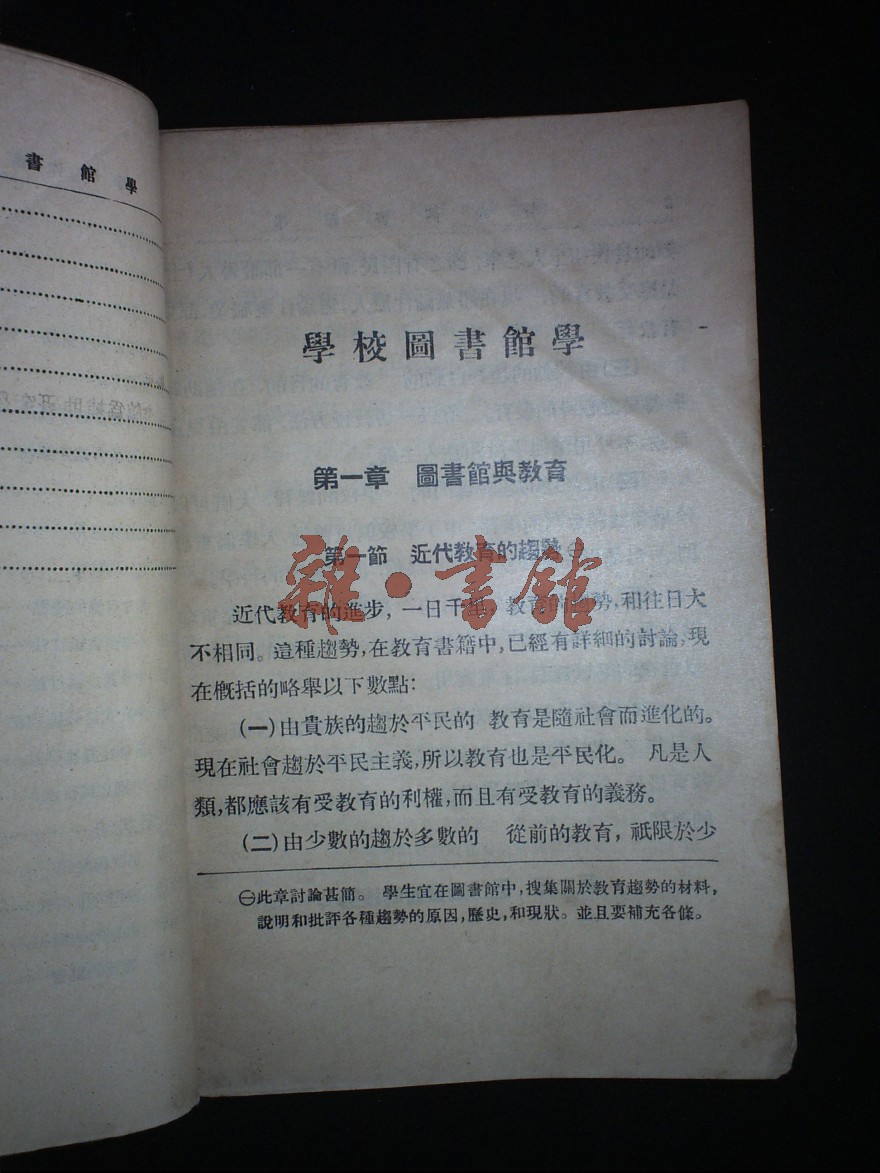 書館學
學校圖書館學
第一章 圖書館與教育
第一節 近代教育的趨勢㊀
雜·書館
近代教育的進步，一日千里，教育的趨勢，和往日大
不相同。這種趨勢，在教育書籍中，已經有詳細的討論，現
在概括的略舉以下數點：
(一)由貴族的趨於平民的 教育是隨社會而進化的。
現在社會趨於平民主義，所以教育也是平民化。 凡是人
類，都應該有受教育的利權，而且有受教育的義務。
(二)由少數的趨於多數的 從前的教育，祇限於少
㊀此章討論甚簡。 學生宜在圖書館中，搜集關於教育趨勢的材料，
說明和批評各種趨勢的原因，歷史，和現狀。並且要補充各條。